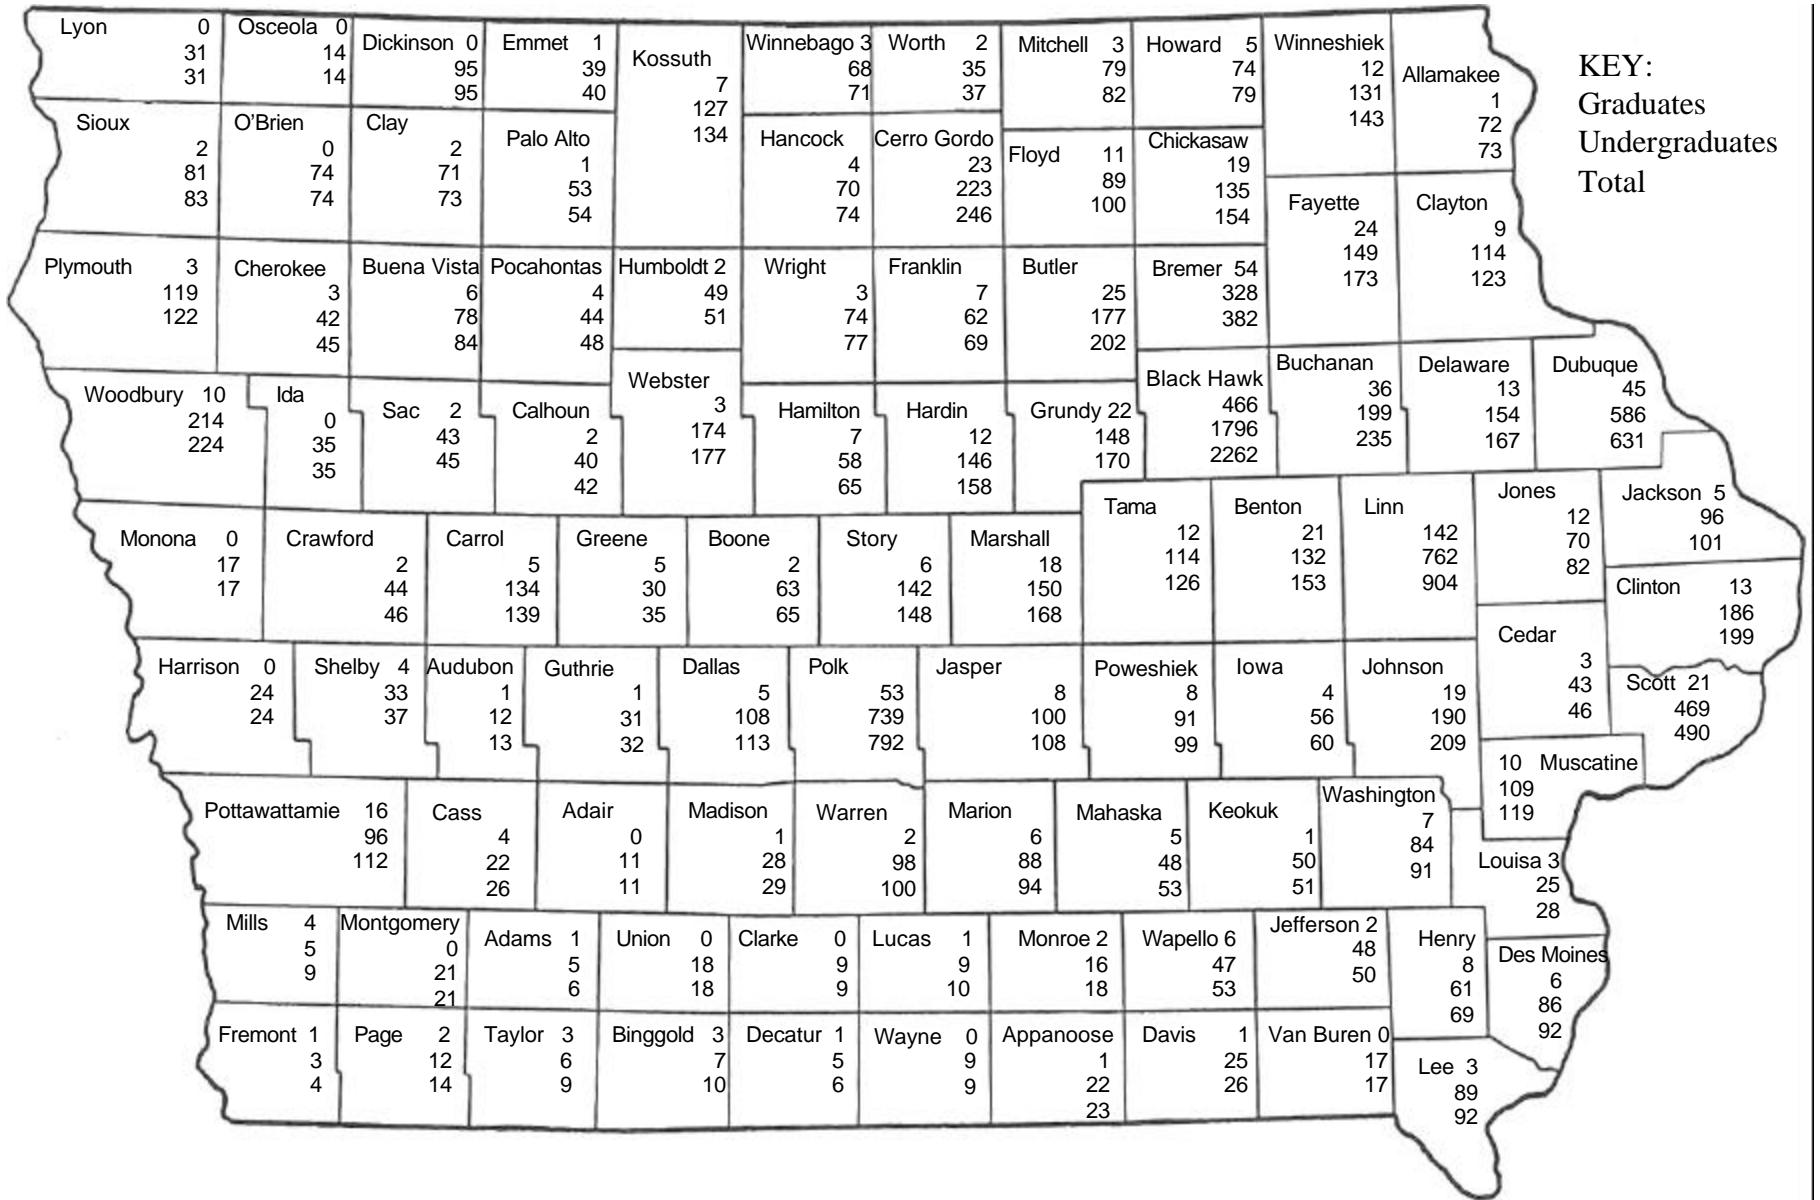 Lyon 0
31
31
Osceola 0
14
14
Dickinson 0
95
95
Emmet 1
39
40
Kossuth
7
127
134
Winnebago 3
68
71
Worth 2
35
37
Mitchell 3
79
82
Howard 5
74
79
Winneshiek
12
131
143
Allamakee
1
72
73
KEY:
Graduates
Undergraduates
Total
Sioux
2
81
83
O'Brien
0
74
74
Clay
2
71
73
Palo Alto
1
53
54
Hancock
4
70
74
Cerro Gordo
23
223
246
Floyd 11
89
100
Chickasaw
19
135
154
Fayette
24
149
173
Clayton
9
114
123
Plymouth 3
119
122
Cherokee
3
42
45
Buena Vista
6
78
84
Pocahontas
4
44
48
Humboldt 2
49
51
Wright
3
74
77
Franklin
7
62
69
Butler
25
177
202
Bremer 54
328
382
Woodbury 10
214
224
Ida
0
35
35
Sac 2
43
45
Calhoun
2
40
42
Webster
3
174
177
Hamilton
7
58
65
Hardin
12
146
158
Grundy 22
148
170
Black Hawk
466
1796
2262
Buchanan
36
199
235
Delaware
13
154
167
Dubuque
45
586
631
Monona 0
17
17
Crawford
2
44
46
Carrol
5
134
139
Greene
5
30
35
Boone
2
63
65
Story
6
142
148
Marshall
18
150
168
Tama
12
114
126
Benton
21
132
153
Linn
142
762
904
Jones
12
70
82
Jackson 5
96
101
Clinton 13
186
199
Harrison 0
24
24
Shelby 4
33
37
Audubon
1
12
13
Guthrie
1
31
32
Dallas
5
108
113
Polk
53
739
792
Jasper
8
100
108
Poweshiek
8
91
99
Iowa
4
56
60
Johnson
19
190
209
Cedar
3
43
46
Scott 21
469
490
10 Muscatine
109
119
Pottawattamie 16
96
112
Cass
4
22
26
Adair
0
11
11
Madison
1
28
29
Warren
2
98
100
Marion
6
88
94
Mahaska
5
48
53
Keokuk
1
50
51
Washington
7
84
91
Louisa 3
25
28
Mills 4
5
9
Montgomery
0
21
21
Adams 1
5
6
Union 0
18
18
Clarke 0
9
9
Lucas 1
9
10
Monroe 2
16
18
Wapello 6
47
53
Jefferson 2
48
50
Henry
8
61
69
Des Moines
6
86
92
Fremont 1
3
4
Page 2
12
14
Taylor 3
6
9
Binggold 3
7
10
Decatur 1
5
6
Wayne 0
9
9
Appanoose
1
22
23
Davis 1
25
26
Van Buren 0
17
17
Lee 3
89
92